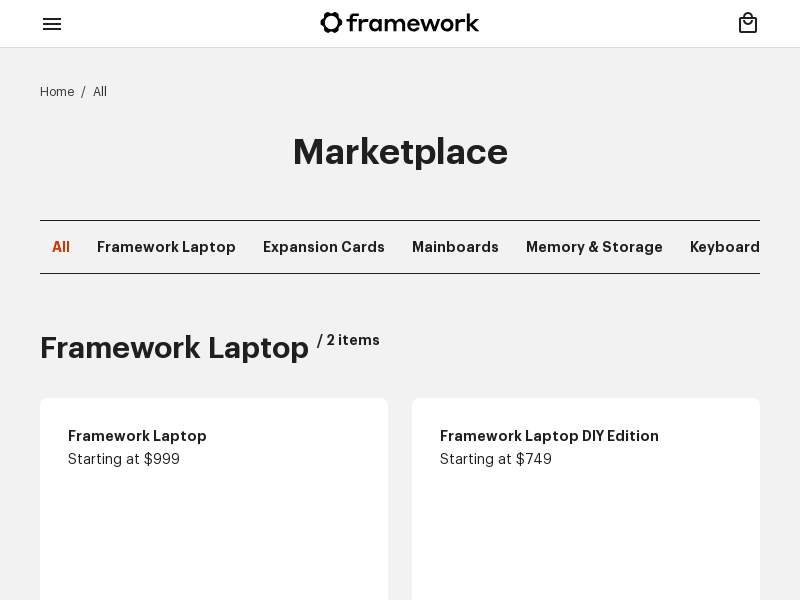 framework
Home / All
Marketplace
All Framework Laptop Expansion Cards Mainboards Memory & Storage Keyboard
Framework Laptop / 2 items
Framework Laptop
Starting at $999
Framework Laptop DIY Edition
Starting at $749